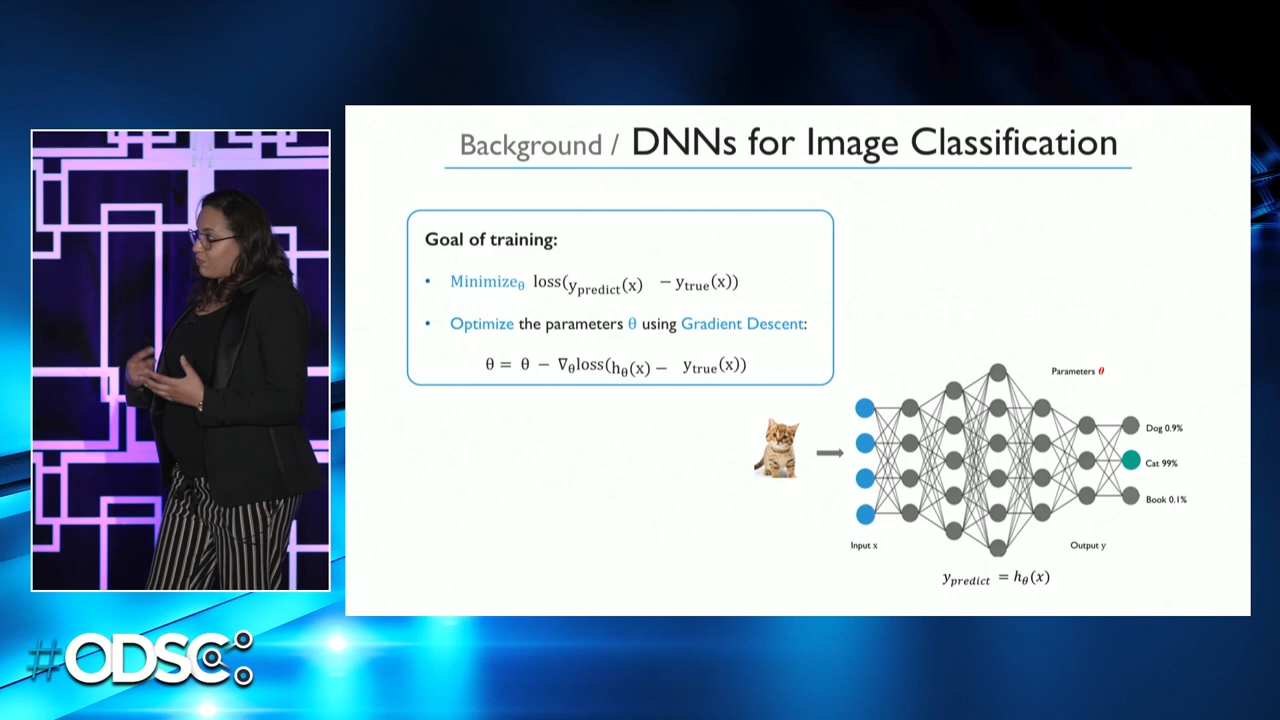 Background / DNNs for Image Classification
Goal of training:
• Minimizeθ loss(ypredict(x) − ytrue(x))
• Optimize the parameters θ using Gradient Descent:
θ = θ − ∇θloss(hθ(x) − ytrue(x))
Parameters θ
Dog 0.9%
Cat 99%
Book 0.1%
Input x
Output y
ypredict = hθ(x)
#ODSC